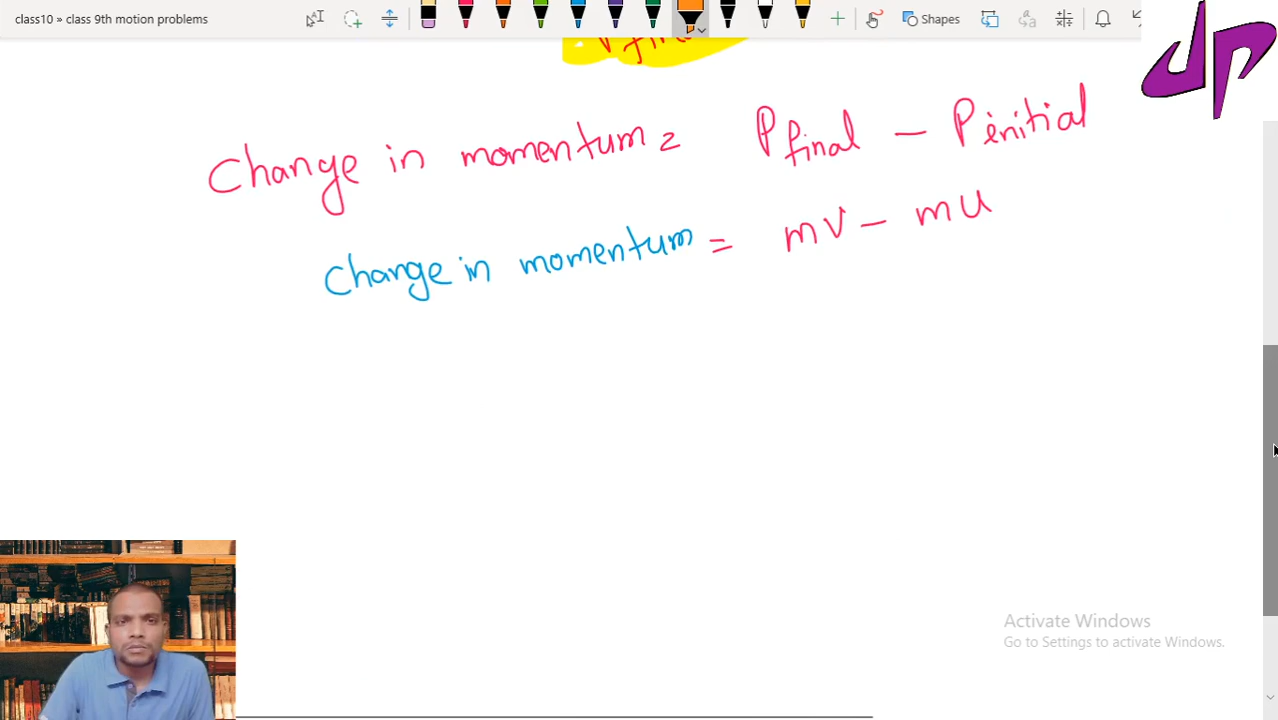 class10 » class 9th motion problems
Shapes
Change in momentum = P final - P initial
Change in momentum = mv - mu
Activate Windows
Go to Settings to activate Windows.